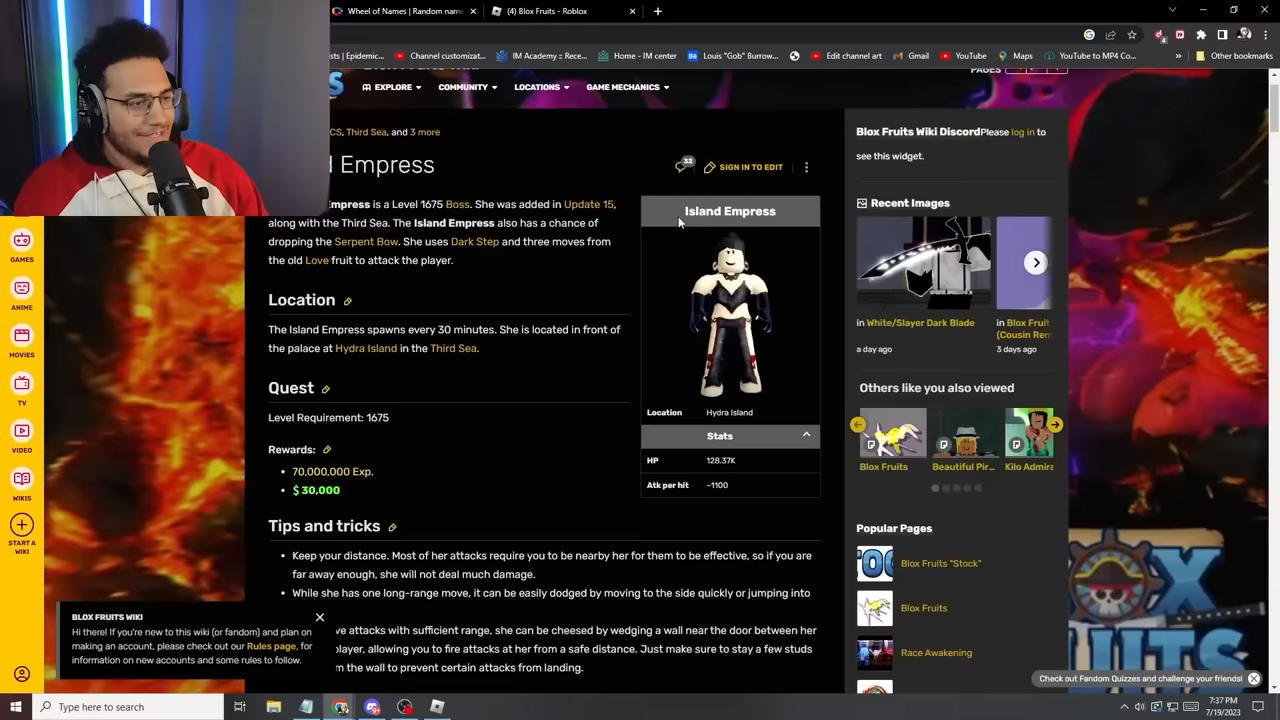 Wheel of Names | Random name
(4) Blox Fruits - Roblox
ists | Epidemic...
Channel customizat...
IM Academy :: Rece...
Home - IM center
Louis "Gob" Burrow...
Edit channel art
Gmail
YouTube
Maps
YouTube to MP4 Co...
Other bookmarks
PAGES
EXPLORE
COMMUNITY
LOCATIONS
GAME MECHANICS
CS, Third Sea, and 3 more
d Empress
32
SIGN IN TO EDIT
Empress is a Level 1675 Boss. She was added in Update 15,
along with the Third Sea. The Island Empress also has a chance of
dropping the Serpent Bow. She uses Dark Step and three moves from
the old Love fruit to attack the player.
Location
The Island Empress spawns every 30 minutes. She is located in front of
the palace at Hydra Island in the Third Sea.
Quest
Level Requirement: 1675
Rewards:
70,000,000 Exp.
$ 30,000
Island Empress
Location Hydra Island
Stats
HP 128.37K
Atk per hit ~1100
Tips and tricks
Keep your distance. Most of her attacks require you to be nearby her for them to be effective, so if you are
far away enough, she will not deal much damage.
While she has one long-range move, it can be easily dodged by moving to the side quickly or jumping into
ve attacks with sufficient range, she can be cheesed by wedging a wall near the door between her
player, allowing you to fire attacks at her from a safe distance. Just make sure to stay a few studs
m the wall to prevent certain attacks from landing.
Blox Fruits Wiki DiscordPlease log in to
see this widget.
Recent Images
in White/Slayer Dark Blade
a day ago
in Blox Fruit
(Cousin Rem
3 days ago
Others like you also viewed
Blox Fruits
Beautiful Pir...
Kilo Admira
Popular Pages
Blox Fruits "Stock"
Blox Fruits
Race Awakening
GAMES
ANIME
MOVIES
TV
VIDEO
WIKIS
START A
WIKI
BLOX FRUITS WIKI
Hi there! If you're new to this wiki (or fandom) and plan on
making an account, please check out our Rules page, for
information on new accounts and some rules to follow.
Check out Fandom Quizzes and challenge your friends!
Type here to search
7:37 PM
7/19/2023